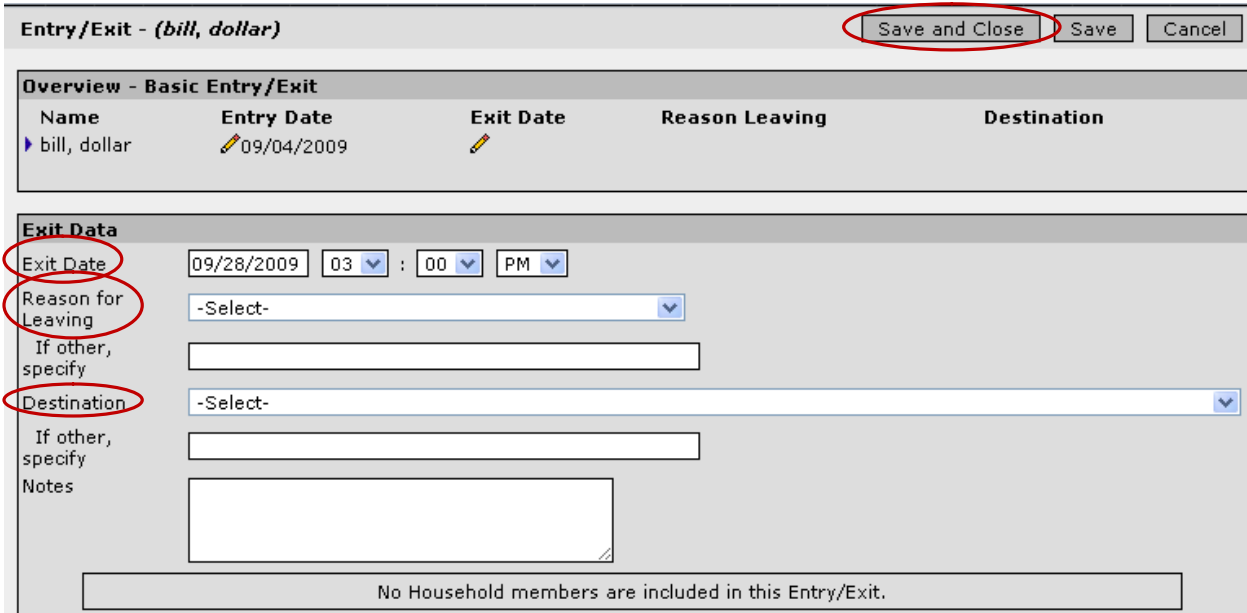 Entry/Exit - (bill, dollar) Save and Close Save Cancel
Overview - Basic Entry/Exit
Name Entry Date Exit Date Reason Leaving Destination
bill, dollar 09/04/2009
Exit Data
Exit Date 09/28/2009 03 : 00 PM
Reason for
Leaving
-Select-
If other,
specify
Destination -Select-
If other,
specify
Notes
No Household members are included in this Entry/Exit.